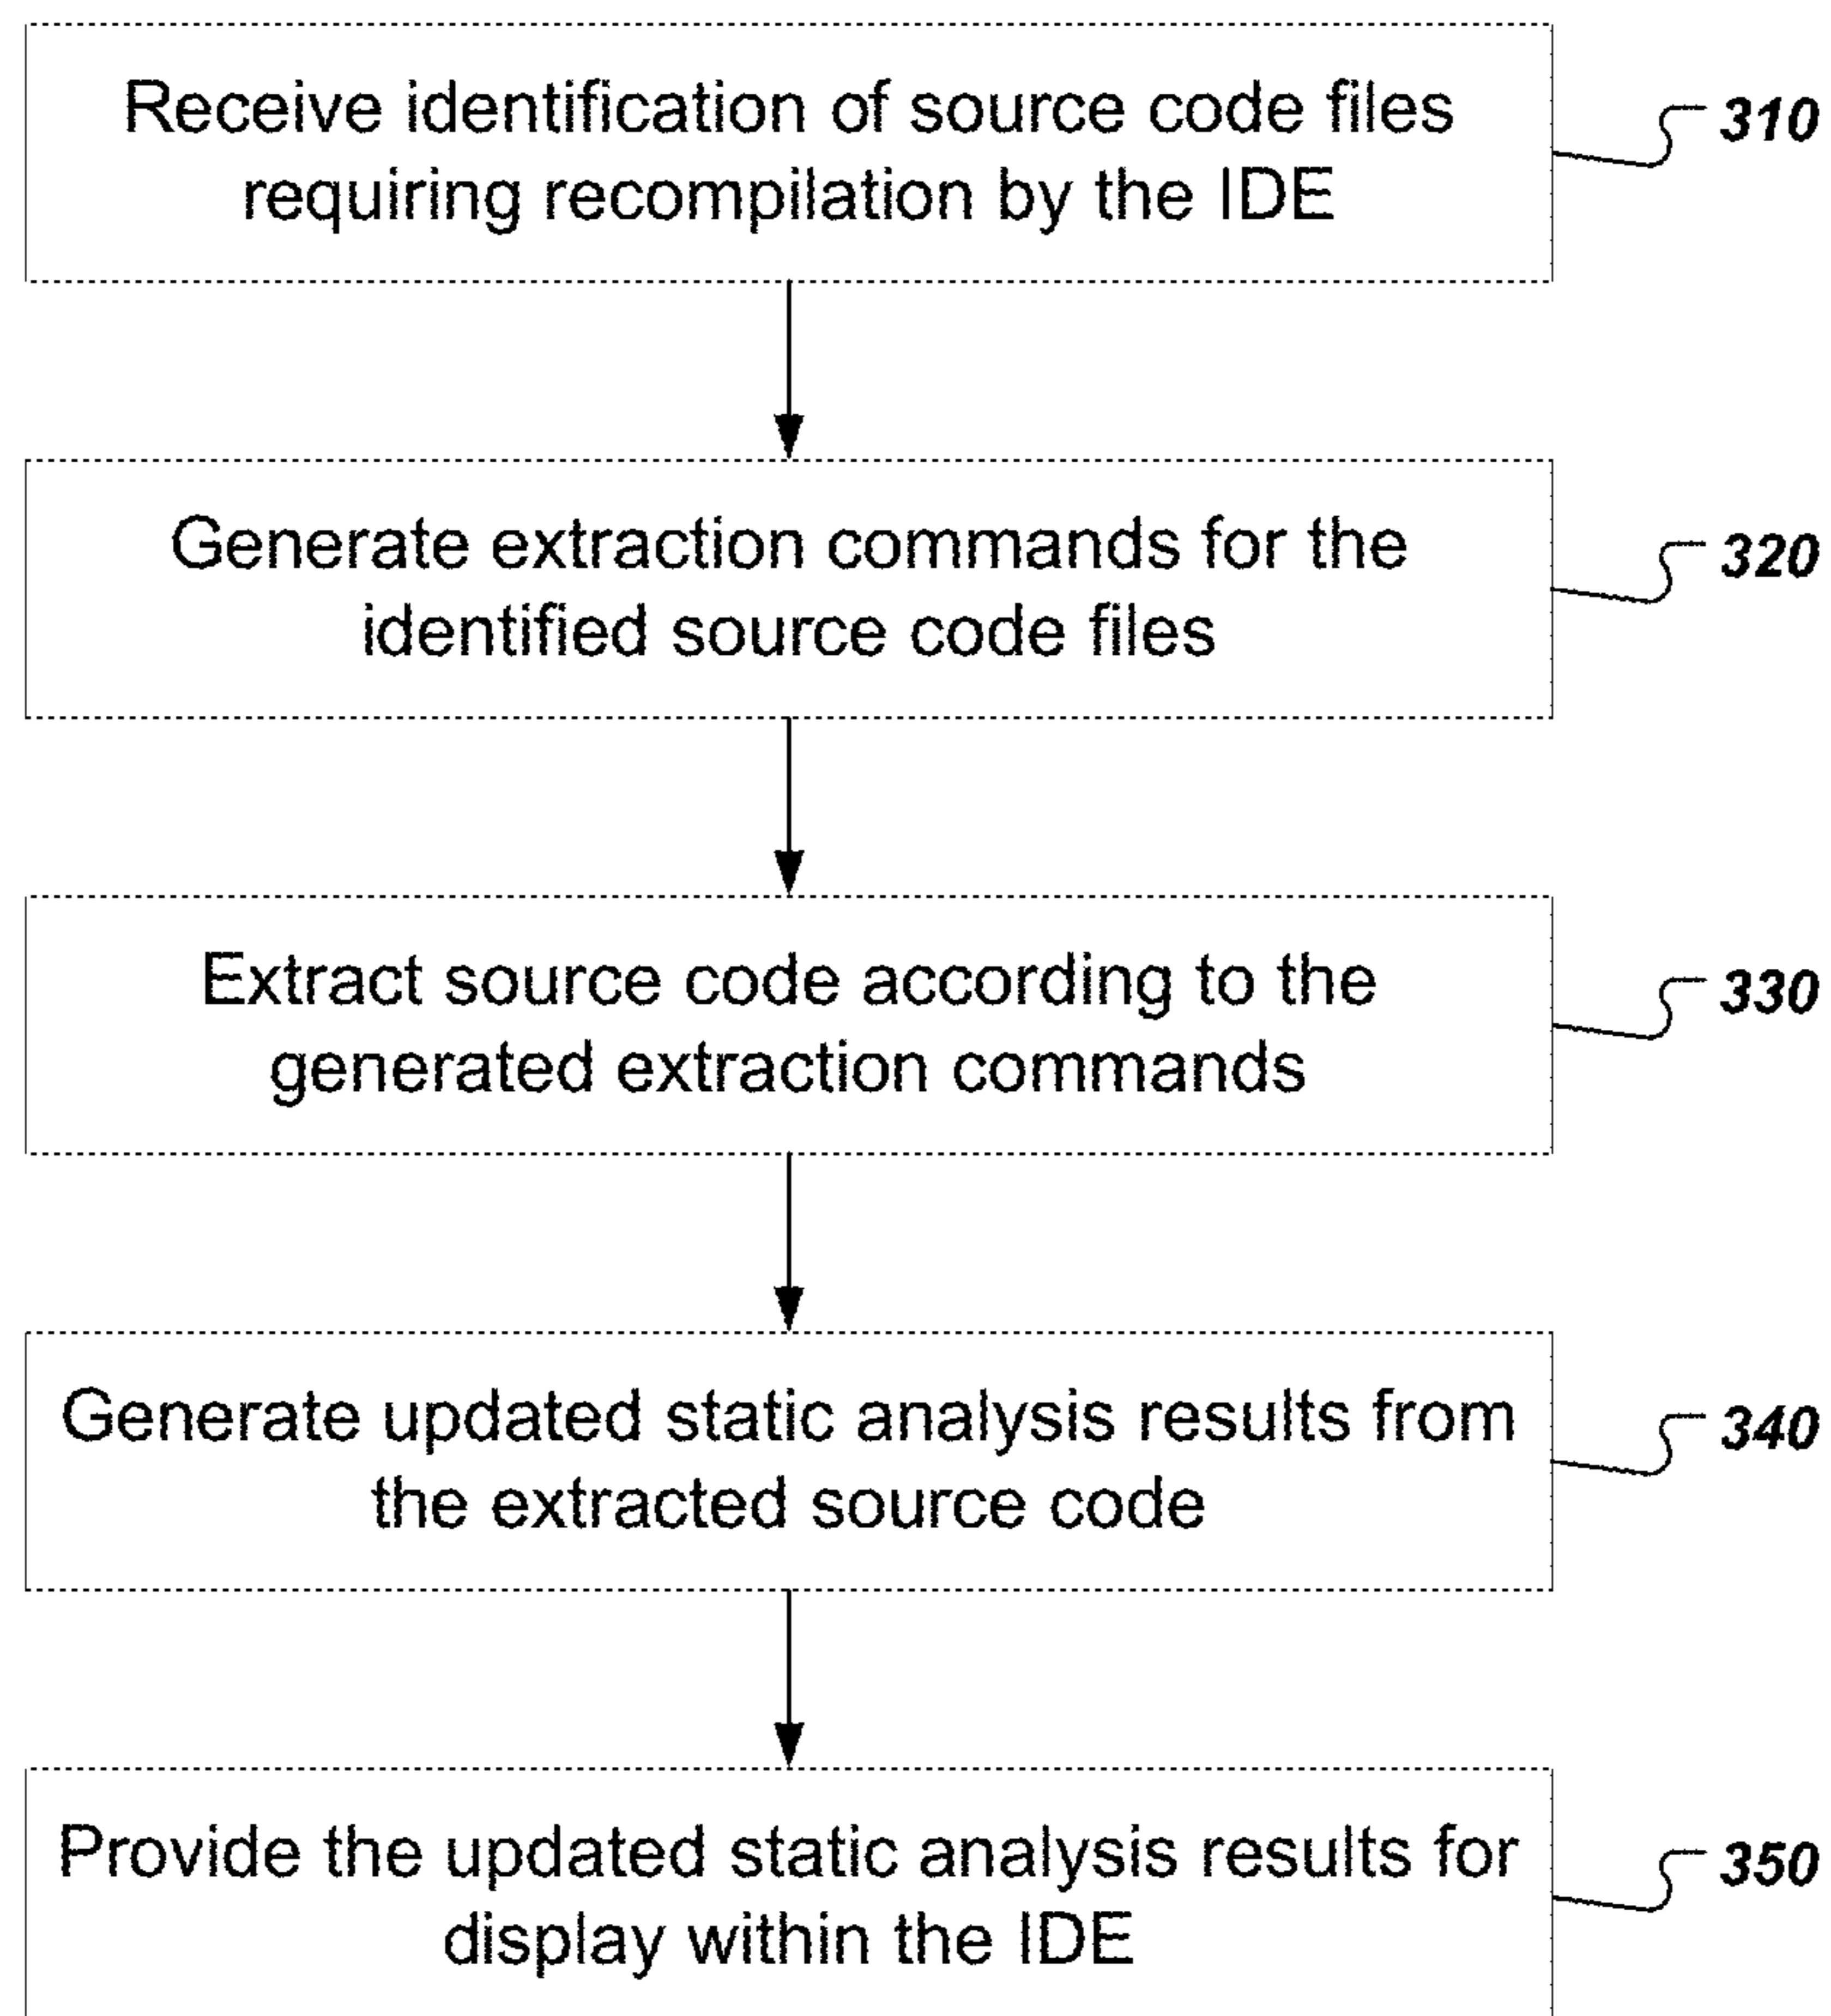 Receive identification of source code files
requiring recompilation by the IDE
310
Generate extraction commands for the
identified source code files
320
Extract source code according to the
generated extraction commands
330
Generate updated static analysis results from
the extracted source code
340
Provide the updated static analysis results for
display within the IDE
350